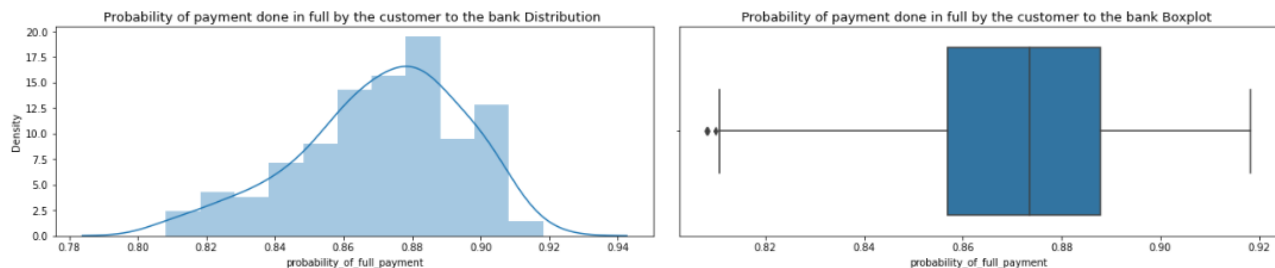 Probability of payment done in full by the customer to the bank Distribution
20.0
17.5
15.0
12.5
10.0
7.5
5.0
2.5
0.0
Density
0.78 0.80 0.82 0.84 0.86 0.88 0.90 0.92 0.94
probability_of_full_payment
Probability of payment done in full by the customer to the bank Boxplot
0.82 0.84 0.86 0.88 0.90 0.92
probability_of_full_payment